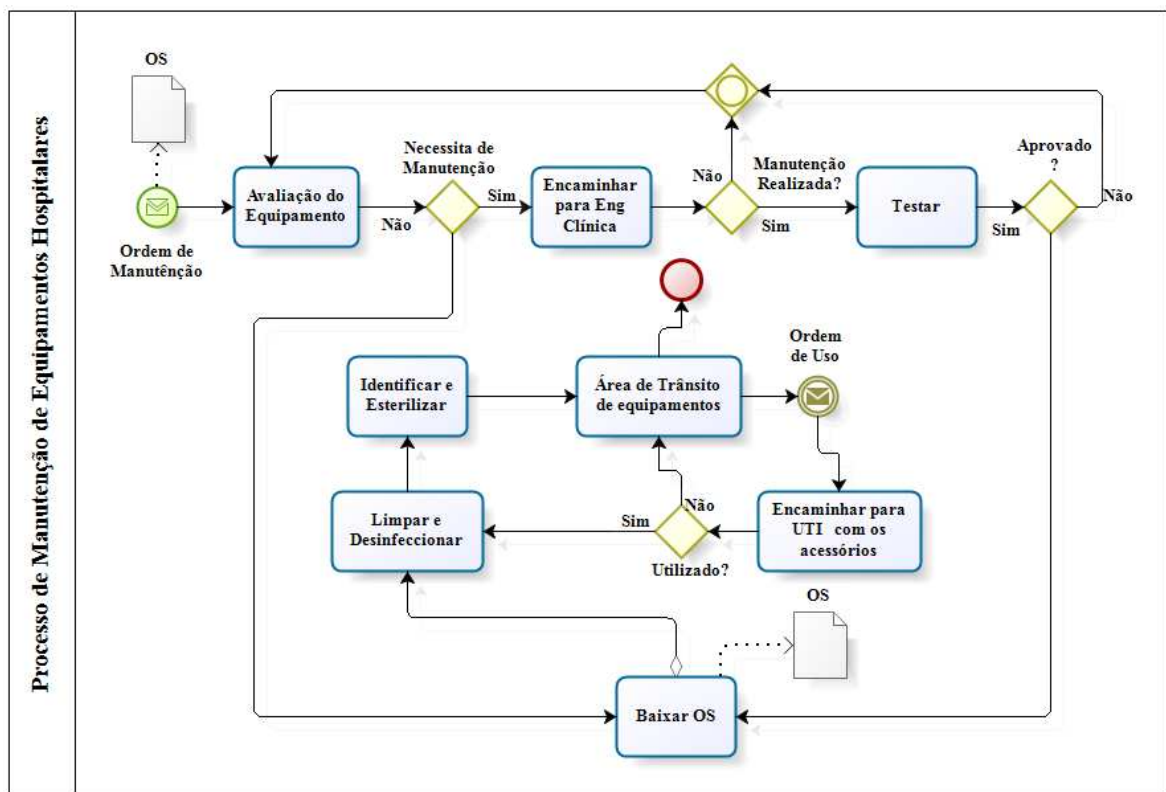 Processo de Manutenção de Equipamentos Hospitalares
OS
Ordem de
Manutênção
Avaliação do
Equipamento
Necessita de
Manutenção
Não
Sim
Encaminhar
para Eng
Clínica
Não
Manutenção
Realizada?
Sim
Testar
Aprovado
?
Sim
Não
Identificar e
Esterilizar
Área de Trânsito
de equipamentos
Ordem
de Uso
Limpar e
Desinfeccionar
Sim
Não
Utilizado?
Encaminhar para
UTI com os
acessórios
OS
Baixar OS